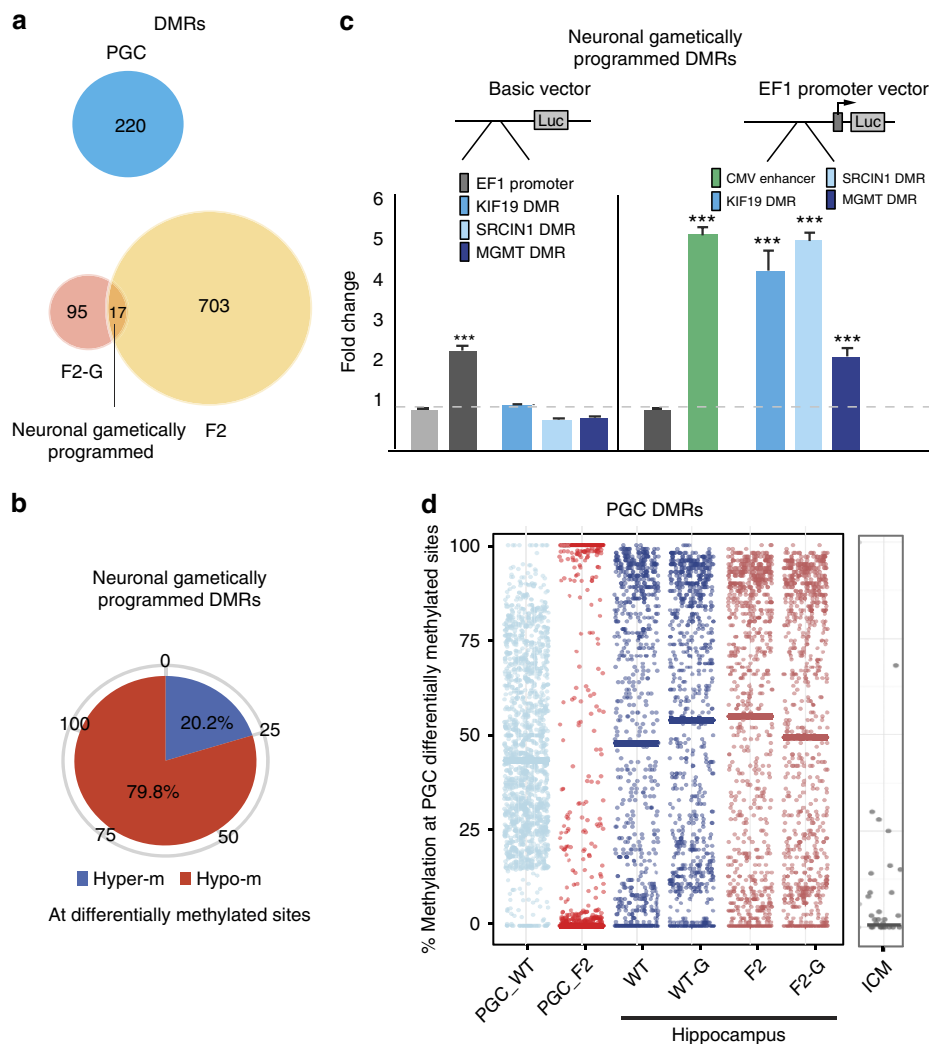 a
DMRs
PGC
220
95
17
703
F2-G
Neuronal gametically
programmed
F2
b
Neuronal gametically
programmed DMRs
0
20.2%
25
100
79.8%
75
50
Hyper-m
Hypo-m
At differentially methylated sites
c
Neuronal gametically
programmed DMRs
Basic vector
Luc
EF1 promoter
KIF19 DMR
SRCIN1 DMR
MGMT DMR
EF1 promoter vector
Luc
CMV enhancer
SRCIN1 DMR
KIF19 DMR
MGMT DMR
Fold change
6
5
4
3
2
1
***
***
***
***
***
d
PGC DMRs
% Methylation at PGC differentially methylated sites
100
75
50
25
0
PGC_WT
PGC_F2
WT
WT-G
F2
F2-G
ICM
Hippocampus